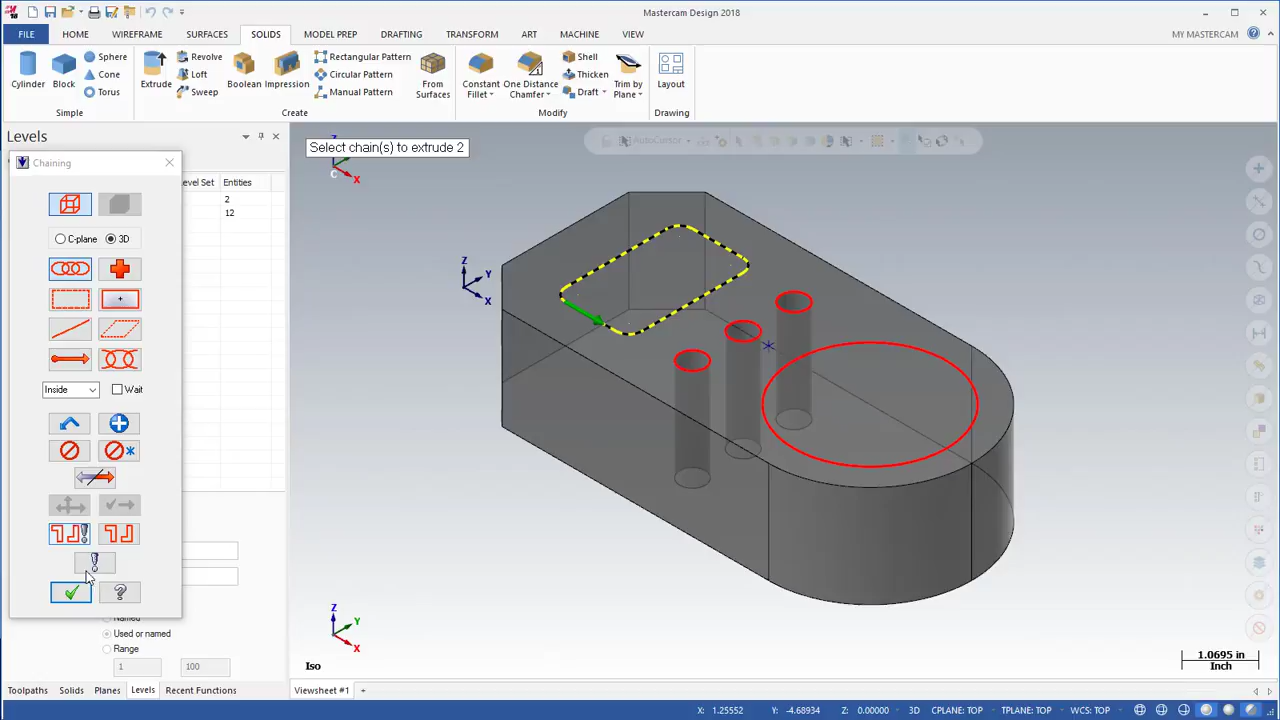 Mastercam Design 2018
FILE HOME WIREFRAME SURFACES SOLIDS MODEL PREP DRAFTING TRANSFORM ART MACHINE VIEW MY MASTERCAM
Cylinder Block Sphere Cone Torus
Simple
Extrude Revolve Loft Sweep Boolean Impression Rectangular Pattern Circular Pattern Manual Pattern From Surfaces
Create
Constant Fillet One Distance Chamfer Shell Thicken Draft Trim by Plane
Modify
Layout
Drawing
Levels
Chaining
evel Set Entities
2
12
C-plane 3D
Inside Wait
Used or named
Range
1 100
Toolpaths Solids Planes Levels Recent Functions
Select chain(s) to extrude 2
AutoCursor
Z
C X
Z
Y
X
Z
Y
X
Iso
1.0695 in
Inch
Viewsheet #1 +
X: 1.25552 Y: -4.68934 Z: 0.00000 3D CPLANE: TOP TPLANE: TOP WCS: TOP